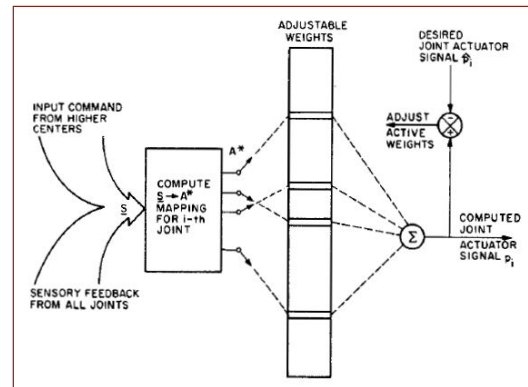 ADJUSTABLE
WEIGHTS
DESIRED
JOINT ACTUATOR
SIGNAL p̂i
INPUT COMMAND
FROM HIGHER
CENTERS
A*
ADJUST
ACTIVE
WEIGHTS
−
+
S
COMPUTE
S→A*
MAPPING
FOR i-th
JOINT
Σ
COMPUTED
JOINT
ACTUATOR
SIGNAL pi
SENSORY FEEDBACK
FROM ALL JOINTS